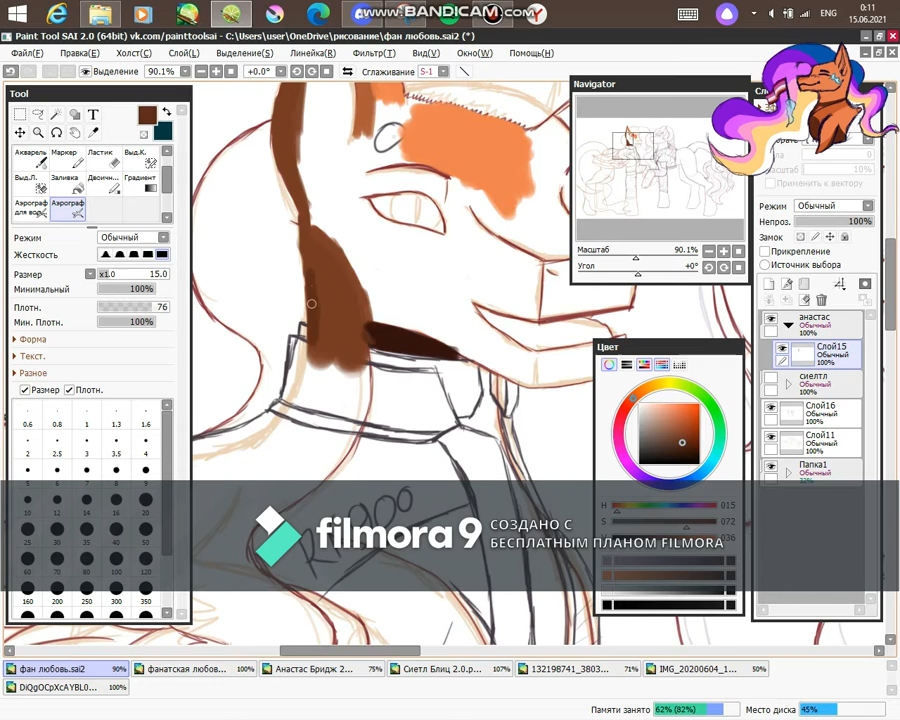 www.BANDICAM.com
ENG
0:11
15.06.2021
Paint Tool SAI 2.0 (64bit) vk.com/painttoolsai - C:\Users\user\OneDrive\рисование\фан любовь.sai2 (*)
Файл(F) Правка(E) Холст(C) Слой(L) Выделение(S) Линейка(R) Фильтр(T) Вид(V) Окно(W) Помощь(H)
Выделение 90.1% +0.0° Сглаживание S-1
Tool
Акварель Маркер Ластик Выд.К.
Выд.Л. Заливка Двоичн... Градиент
Аэрограф для во... Аэрограф
Режим Обычный
Жесткость
Размер x1.0 15.0
Минимальный 100%
Плотн. 76
Мин. Плотн. 100%
Форма
Текст.
Разное
Размер Плотн.
0.6 0.8 1 1.3 1.6
2 2.5 3 3.5 4
5 6 7 8 9
10 12 14 16 20
25 30 35 40 50
60 70 80 100 120
160 200 250 300 350
Navigator
Масштаб 90.1%
Угол +0°
0
Масштаб 0
Применить к вектору
Режим Обычный
Непроз. 100%
Замок
Прикрепление
Источник выбора
анастас
Обычный
100%
Слой15
Обычный
100%
сиелтл
Обычный
100%
Слой16
Обычный
100%
Слой11
Обычный
100%
Папка1
Обычный
Цвет
H 015
S 072
036
filmora9
СОЗДАНО С
БЕСПЛАТНЫМ ПЛАНОМ FILMORA
фан любовь.sai2 90% фанатская любов... 100% Анастас Бридж 2... 75% Сиетл Блиц 2.0.p... 107% 132198741_3803... 71% IMG_20200604_1... 50%
DiQgOCpXcAYBL0... 100%
Памяти занято 62% (82%) Место диска 45%